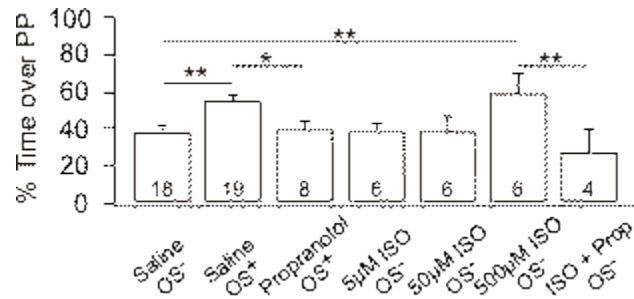 % Time over PP
100
80
60
40
20
0
**
**
*
**
18
19
8
6
6
6
4
Saline
OS-
Saline
OS+
Propranolol
OS+
5µM ISO
OS-
50µM ISO
OS-
500µM ISO
OS-
ISO + Prop
OS-